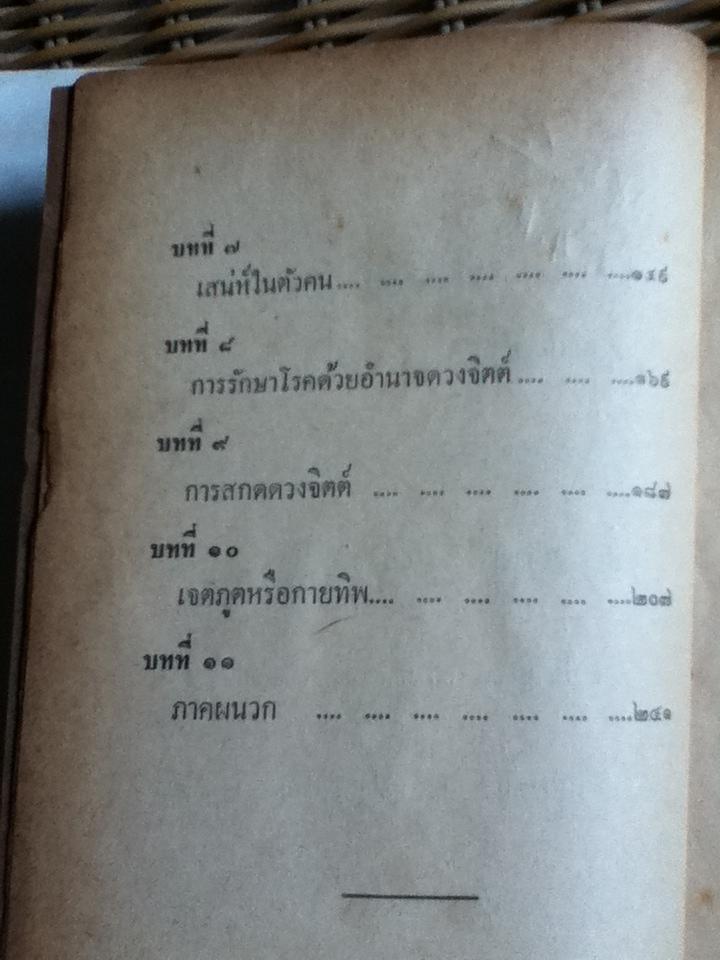 บทที่ ๗
เสน่ห์ในตัวคน.... .... .... .... .... .... ....๑๔๙
บทที่ ๘
การรักษาโรคด้วยอำนาจดวงจิตต์.... .... ....๑๖๙
บทที่ ๙
การสกดดวงจิตต์ .... .... .... .... .... ....๑๘๗
บทที่ ๑๐
เจตภูตหรือกายทิพ.... .... .... .... .... ....๒๐๗
บทที่ ๑๑
ภาคผนวก .... .... .... .... .... .... ....๒๔๑